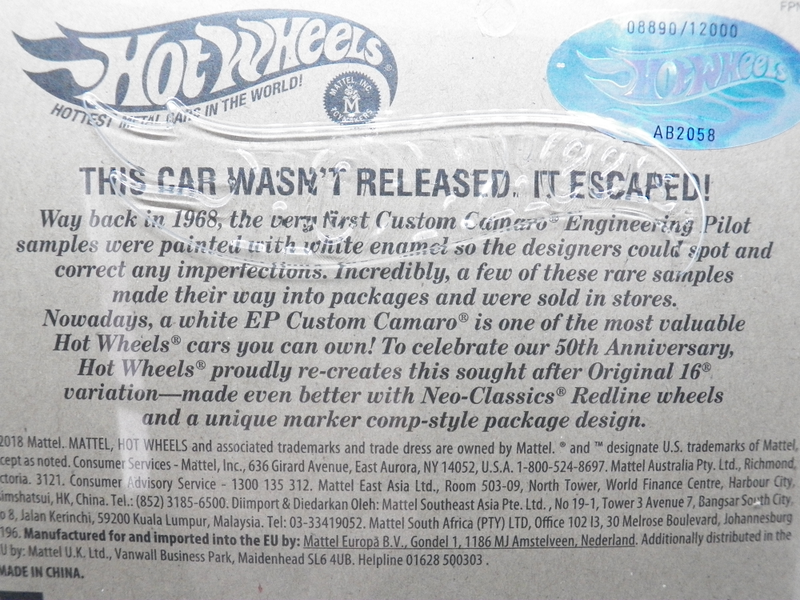 FPN
08890/12000
HOT WHEELS
HOT WHEELS
MATTEL, INC.
HOTTEST METAL CARS IN THE WORLD!
AB2058
THIS CAR WASN'T RELEASED. IT ESCAPED!
Way back in 1968, the very first Custom Camaro® Engineering Pilot
samples were painted with white enamel so the designers could spot and
correct any imperfections. Incredibly, a few of these rare samples
made their way into packages and were sold in stores.
Nowadays, a white EP Custom Camaro® is one of the most valuable
Hot Wheels® cars you can own! To celebrate our 50th Anniversary,
Hot Wheels® proudly re-creates this sought after Original 16®
variation—made even better with Neo-Classics® Redline wheels
and a unique marker comp-style package design.
2018 Mattel. MATTEL, HOT WHEELS and associated trademarks and trade dress are owned by Mattel. ® and ™ designate U.S. trademarks of Mattel,
cept as noted. Consumer Services - Mattel, Inc., 636 Girard Avenue, East Aurora, NY 14052, U.S.A. 1-800-524-8697. Mattel Australia Pty. Ltd., Richmond,
ctoria. 3121. Consumer Advisory Service - 1300 135 312. Mattel East Asia Ltd., Room 503-09, North Tower, World Finance Centre, Harbour City,
imshatsui, HK, China. Tel.: (852) 3185-6500. Diimport & Diedarkan Oleh: Mattel Southeast Asia Pte. Ltd., No 19-1, Tower 3 Avenue 7, Bangsar South City,
o 8, Jalan Kerinchi, 59200 Kuala Lumpur, Malaysia. Tel: 03-33419052. Mattel South Africa (PTY) LTD, Office 102 I3, 30 Melrose Boulevard, Johannesburg
196. Manufactured for and imported into the EU by: Mattel Europa B.V., Gondel 1, 1186 MJ Amstelveen, Nederland. Additionally distributed in the
U by: Mattel U.K. Ltd., Vanwall Business Park, Maidenhead SL6 4UB. Helpline 01628 500303 .
MADE IN CHINA.